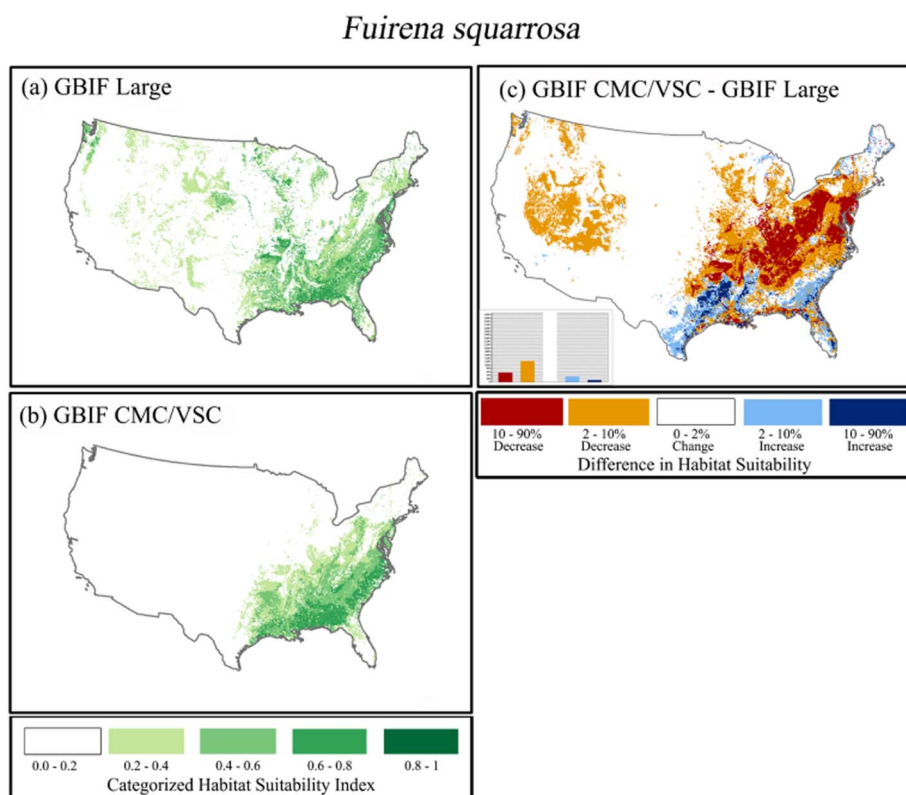 Fuirena squarrosa
(a) GBIF Large
(c) GBIF CMC/VSC - GBIF Large
10 - 90%
Decrease
2 - 10%
Decrease
0 - 2%
Change
2 - 10%
Increase
10 - 90%
Increase
Difference in Habitat Suitability
(b) GBIF CMC/VSC
0.0 - 0.2
0.2 - 0.4
0.4 - 0.6
0.6 - 0.8
0.8 - 1
Categorized Habitat Suitability Index